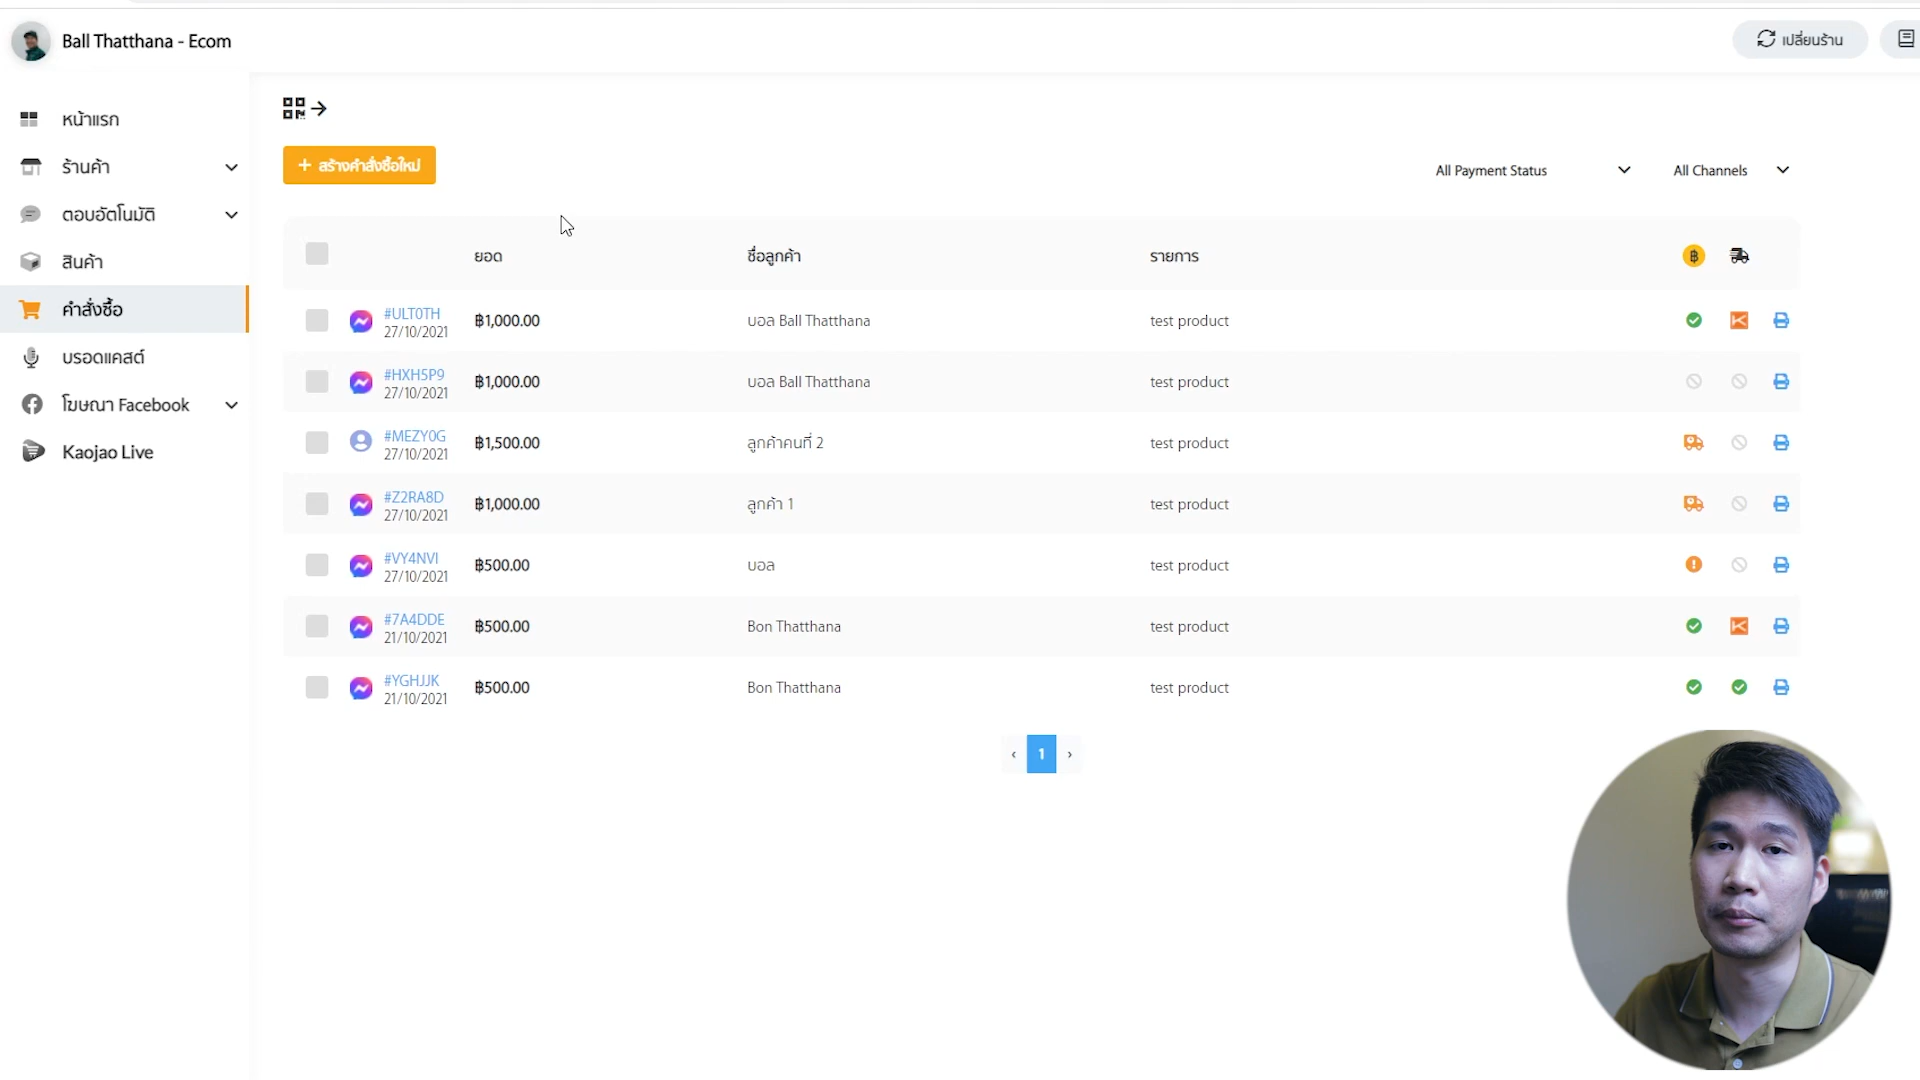 Ball Thatthana - Ecom
เปลี่ยนร้าน
หน้าแรก
ร้านค้า
ตอบอัตโนมัติ
สินค้า
คำสั่งซื้อ
บรอดแคสต์
โฆษณา Facebook
Kaojao Live
+ สร้างคำสั่งซื้อใหม่
All Payment Status
All Channels
ยอด ชื่อลูกค้า รายการ
#ULT0TH
27/10/2021
฿1,000.00 บอล Ball Thatthana test product
#HXH5P9
27/10/2021
฿1,000.00 บอล Ball Thatthana test product
#MEZY0G
27/10/2021
฿1,500.00 ลูกค้าคนที่ 2 test product
#Z2RA8D
27/10/2021
฿1,000.00 ลูกค้า 1 test product
#VY4NVI
27/10/2021
฿500.00 บอล test product
#7A4DDE
21/10/2021
฿500.00 Bon Thatthana test product
#YGHJJK
21/10/2021
฿500.00 Bon Thatthana test product
‹ 1 ›